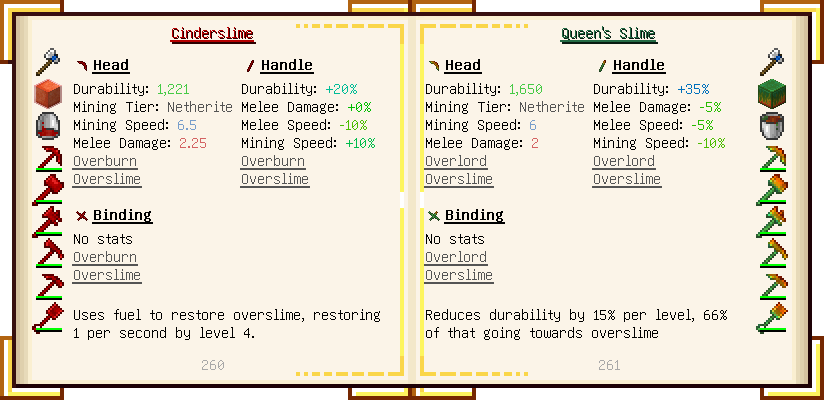 Cinderslime
Head
Durability: 1,221
Mining Tier: Netherite
Mining Speed: 6.5
Melee Damage: 2.25
Overburn
Overslime
Handle
Durability: +20%
Melee Damage: +0%
Melee Speed: -10%
Mining Speed: +10%
Overburn
Overslime
Binding
No stats
Overburn
Overslime
Uses fuel to restore overslime, restoring
1 per second by level 4.
260
Queen's Slime
Head
Durability: 1,650
Mining Tier: Netherite
Mining Speed: 6
Melee Damage: 2
Overlord
Overslime
Handle
Durability: +35%
Melee Damage: -5%
Melee Speed: -5%
Mining Speed: -10%
Overlord
Overslime
Binding
No stats
Overlord
Overslime
Reduces durability by 15% per level, 66%
of that going towards overslime
261